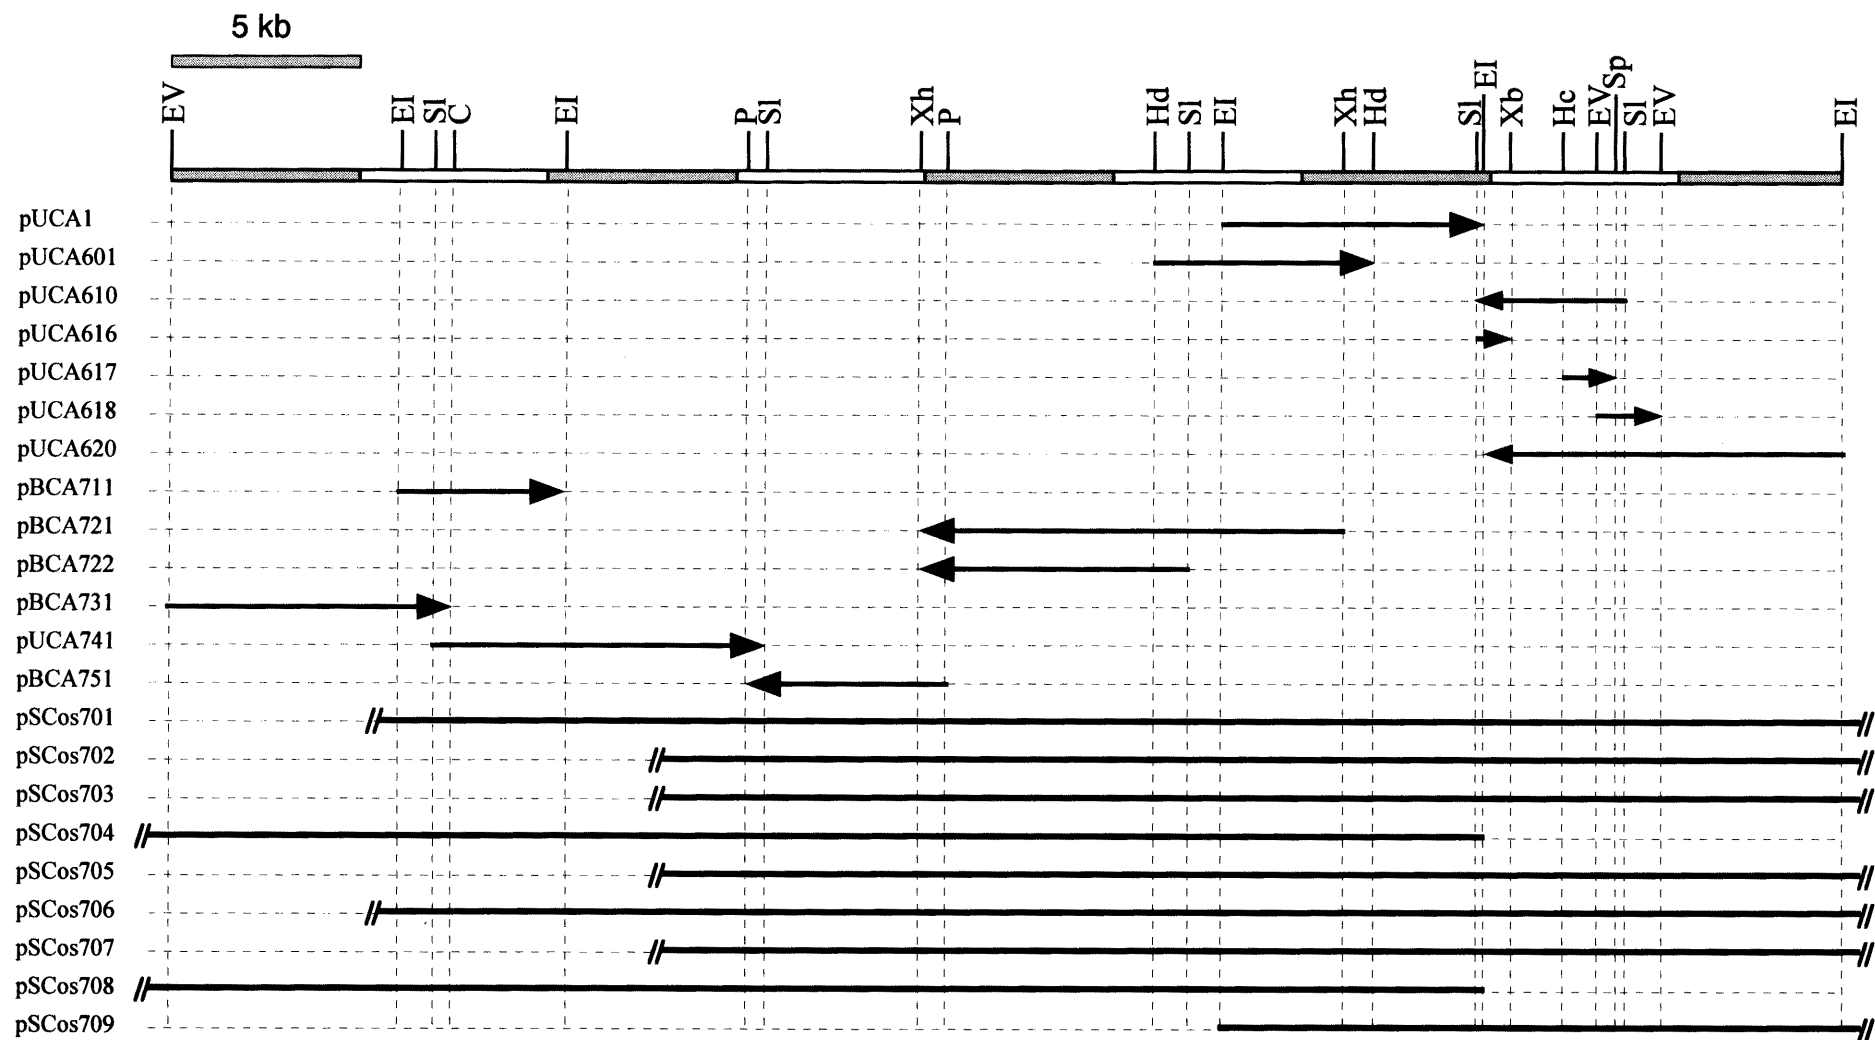 5 kb
EV EI Sl C EI P Sl Xh P Hd Sl EI Xh Hd Sl EI Xb Hc EV Sp Sl EV EI
pUCA1
pUCA601
pUCA610
pUCA616
pUCA617
pUCA618
pUCA620
pBCA711
pBCA721
pBCA722
pBCA731
pUCA741
pBCA751
pSCos701
pSCos702
pSCos703
pSCos704
pSCos705
pSCos706
pSCos707
pSCos708
pSCos709